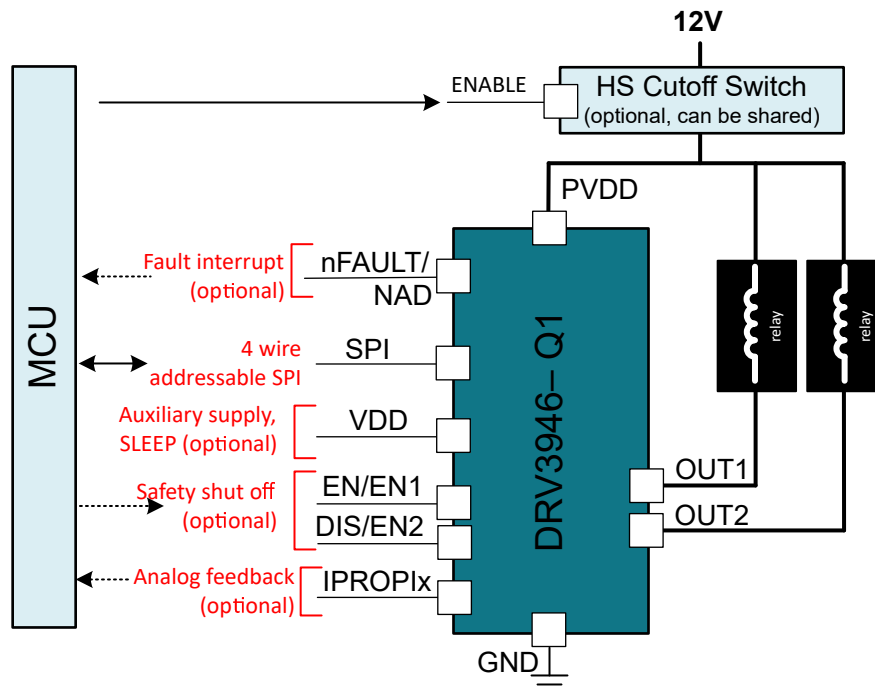 12V
HS Cutoff Switch
(optional, can be shared)
ENABLE
PVDD
MCU
Fault interrupt
(optional)
nFAULT/
NAD
4 wire
addressable SPI
SPI
Auxiliary supply,
SLEEP (optional)
VDD
Safety shut off
(optional)
EN/EN1
DIS/EN2
Analog feedback
(optional)
IPROPIx
DRV3946– Q1
relay
relay
OUT1
OUT2
GND